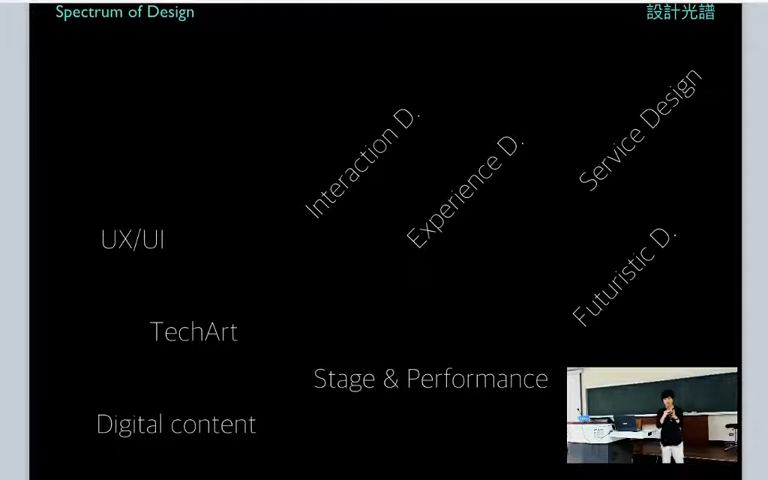 Spectrum of Design
設計光譜
Interaction D.
Experience D.
Service Design
UX/UI
Futuristic D.
TechArt
Stage & Performance
Digital content